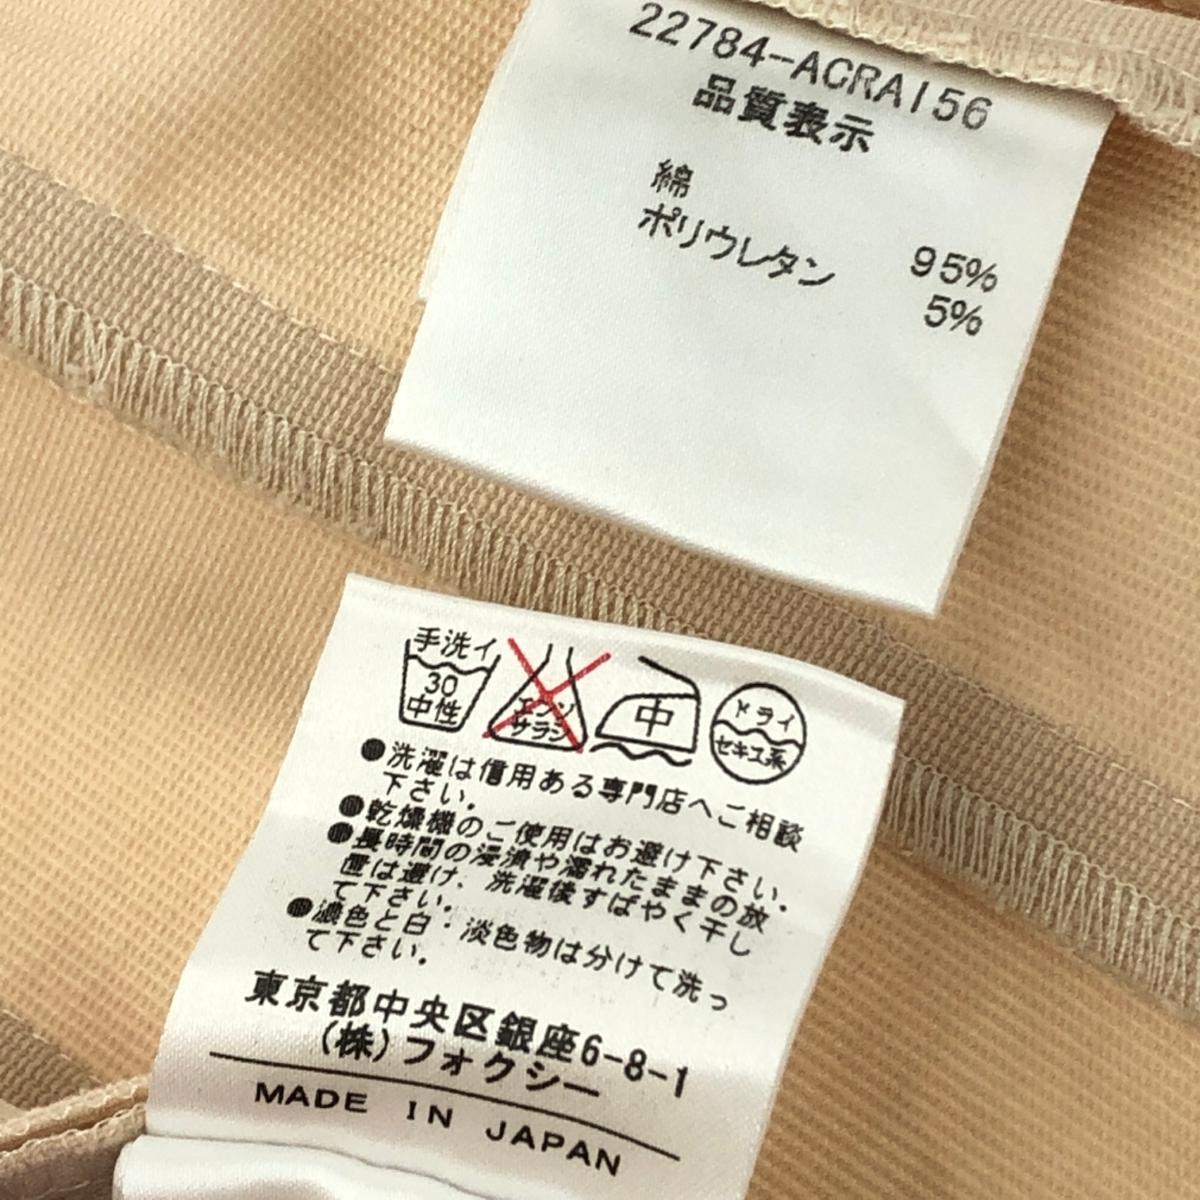 22784-ACRA156
品質表示
綿 95%
ポリウレタン 5%
手洗イ
30
中性
エンソ
サラシ
中
ドライ
セキユ系
●洗濯は信用ある専門店へご相談
下さい.
●乾燥機のご使用はお避け下さい.
●長時間の浸漬や濡れたままの放
置は避け、洗濯後すばやく干し
て下さい.
●濃色と白・淡色物は分けて洗っ
て下さい.
東京都中央区銀座6-8-1
(株)フォクシー
MADE IN JAPAN